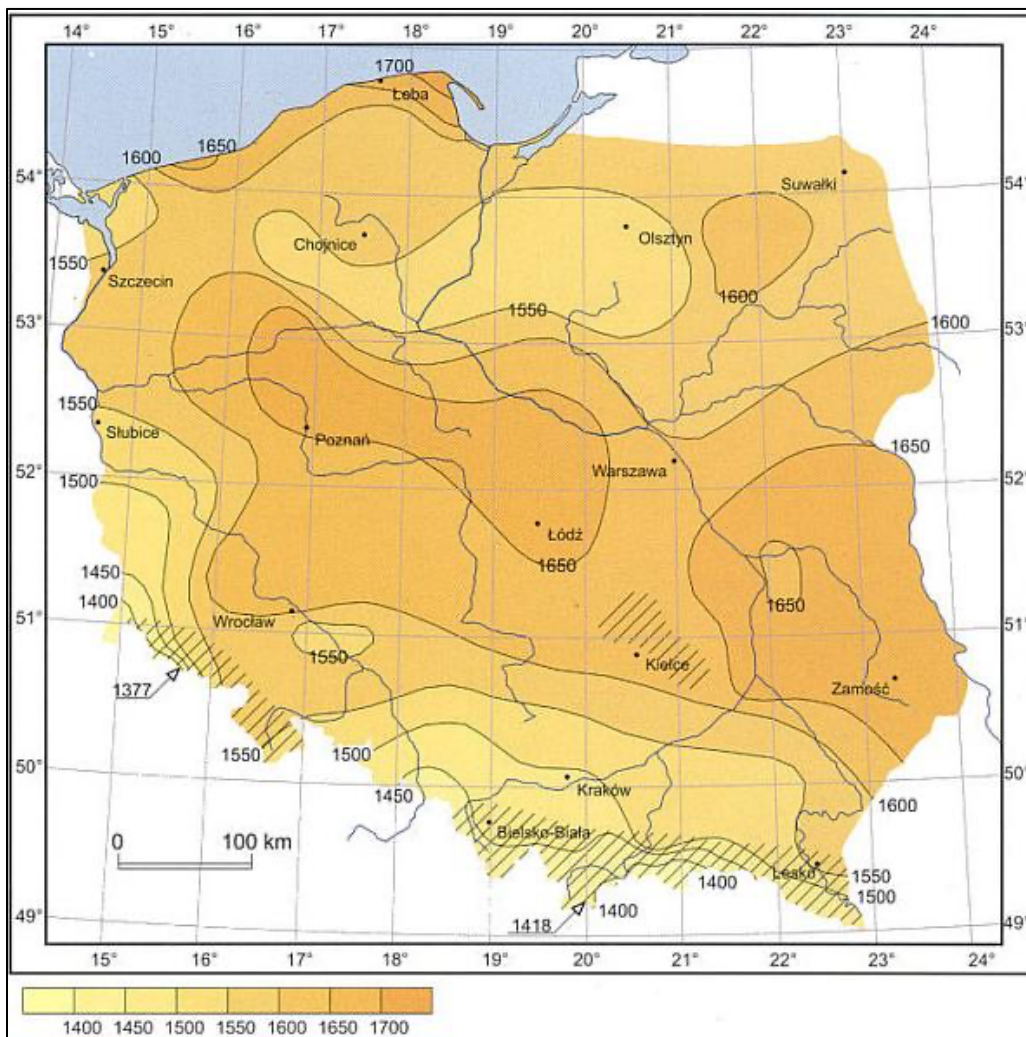 14° 15° 16° 17° 18° 19° 20° 21° 22° 23° 24°
1700
Łeba
1600
1650
54°
54°
Suwałki
Chojnice
Olsztyn
1550
Szczecin
1600
1550
53°
53°
1600
1550
Słubice
Poznań
1650
Warszawa
52°
52°
1500
Łódź
1650
1450
1650
1400
51°
51°
Wrocław
1550
Kielce
Zamość
1377
1550
1500
50°
50°
1450
Kraków
1600
0 100 km
Bielsko-Biała
Lesko
1550
1400
1500
1400
49°
49°
1418
15° 16° 17° 18° 19° 20° 21° 22° 23° 24°
1400 1450 1500 1550 1600 1650 1700